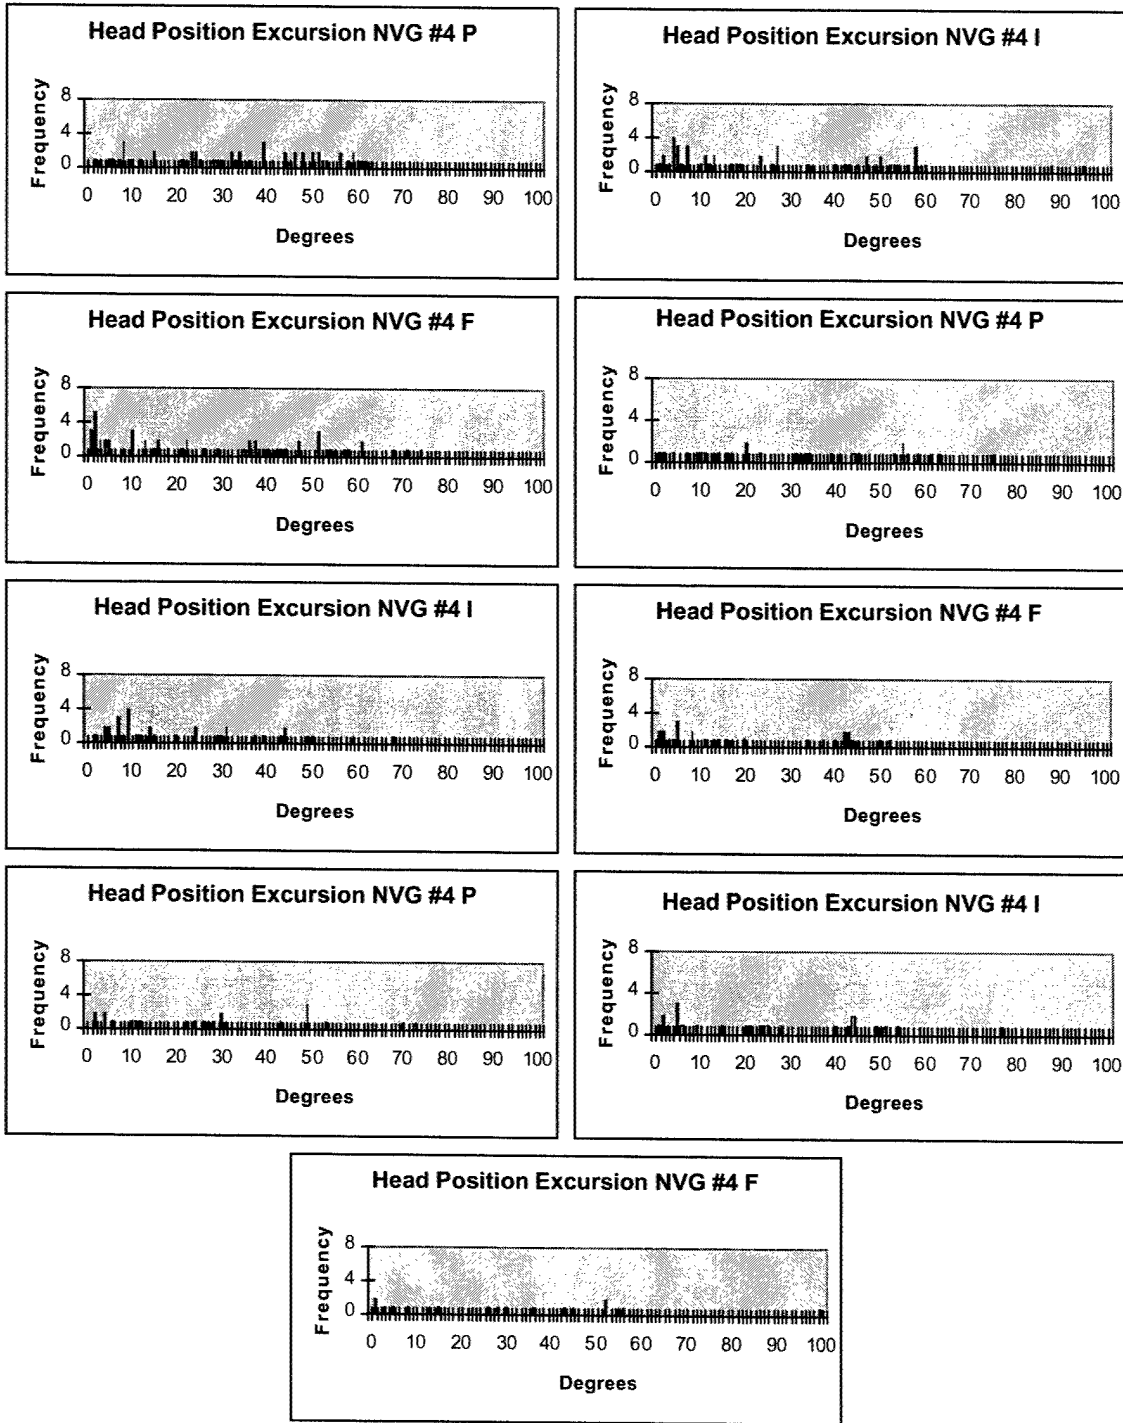 Head Position Excursion NVG #4 P
Frequency
8
4
0
0 10 20 30 40 50 60 70 80 90 100
Degrees
Head Position Excursion NVG #4 I
Frequency
8
4
0
0 10 20 30 40 50 60 70 80 90 100
Degrees
Head Position Excursion NVG #4 F
Frequency
8
4
0
0 10 20 30 40 50 60 70 80 90 100
Degrees
Head Position Excursion NVG #4 P
Frequency
8
4
0
0 10 20 30 40 50 60 70 80 90 100
Degrees
Head Position Excursion NVG #4 I
Frequency
8
4
0
0 10 20 30 40 50 60 70 80 90 100
Degrees
Head Position Excursion NVG #4 F
Frequency
8
4
0
0 10 20 30 40 50 60 70 80 90 100
Degrees
Head Position Excursion NVG #4 P
Frequency
8
4
0
0 10 20 30 40 50 60 70 80 90 100
Degrees
Head Position Excursion NVG #4 I
Frequency
8
4
0
0 10 20 30 40 50 60 70 80 90 100
Degrees
Head Position Excursion NVG #4 F
Frequency
8
4
0
0 10 20 30 40 50 60 70 80 90 100
Degrees